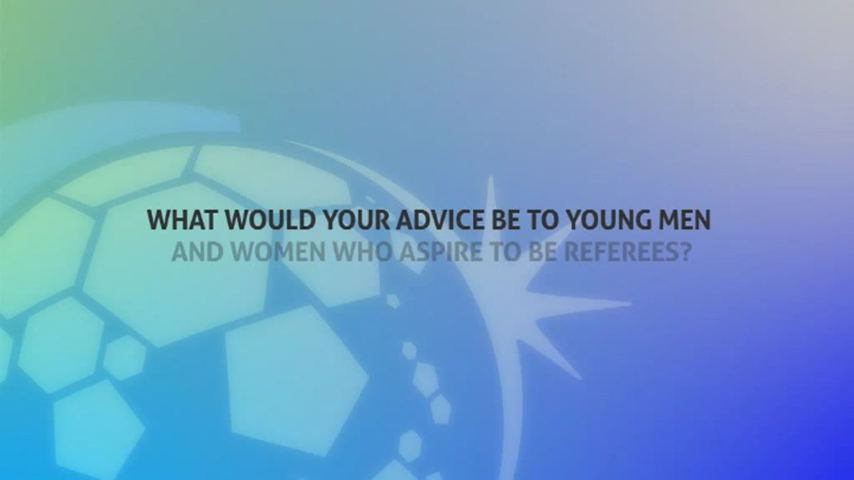 WHAT WOULD YOUR ADVICE BE TO YOUNG MEN
AND WOMEN WHO ASPIRE TO BE REFEREES?